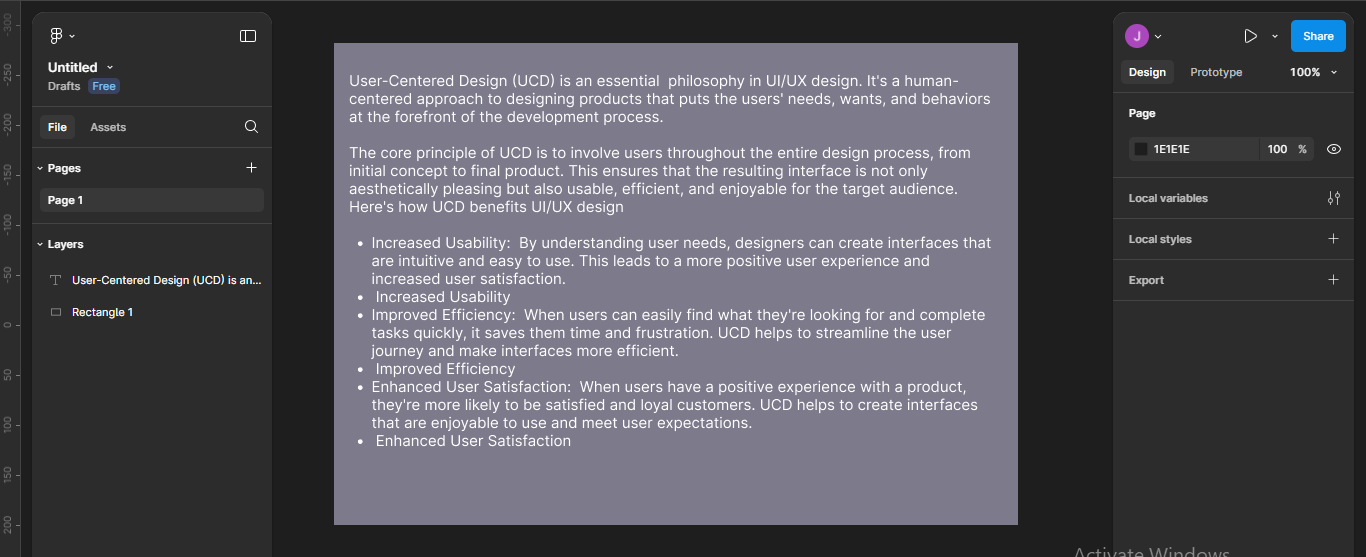 Untitled
Drafts Free
File Assets
Pages
Page 1
Layers
User-Centered Design (UCD) is an...
Rectangle 1
-300
-250
-200
-150
-100
-50
0
50
100
150
200
User-Centered Design (UCD) is an essential  philosophy in UI/UX design. It's a human-
centered approach to designing products that puts the users' needs, wants, and behaviors
at the forefront of the development process.
The core principle of UCD is to involve users throughout the entire design process, from
initial concept to final product. This ensures that the resulting interface is not only
aesthetically pleasing but also usable, efficient, and enjoyable for the target audience.
Here's how UCD benefits UI/UX design
• Increased Usability:  By understanding user needs, designers can create interfaces that
are intuitive and easy to use. This leads to a more positive user experience and
increased user satisfaction.
• Increased Usability
• Improved Efficiency:  When users can easily find what they're looking for and complete
tasks quickly, it saves them time and frustration. UCD helps to streamline the user
journey and make interfaces more efficient.
• Improved Efficiency
• Enhanced User Satisfaction:  When users have a positive experience with a product,
they're more likely to be satisfied and loyal customers. UCD helps to create interfaces
that are enjoyable to use and meet user expectations.
• Enhanced User Satisfaction
J
Share
Design Prototype 100%
Page
1E1E1E 100 %
Local variables
Local styles
Export
Activate Windows